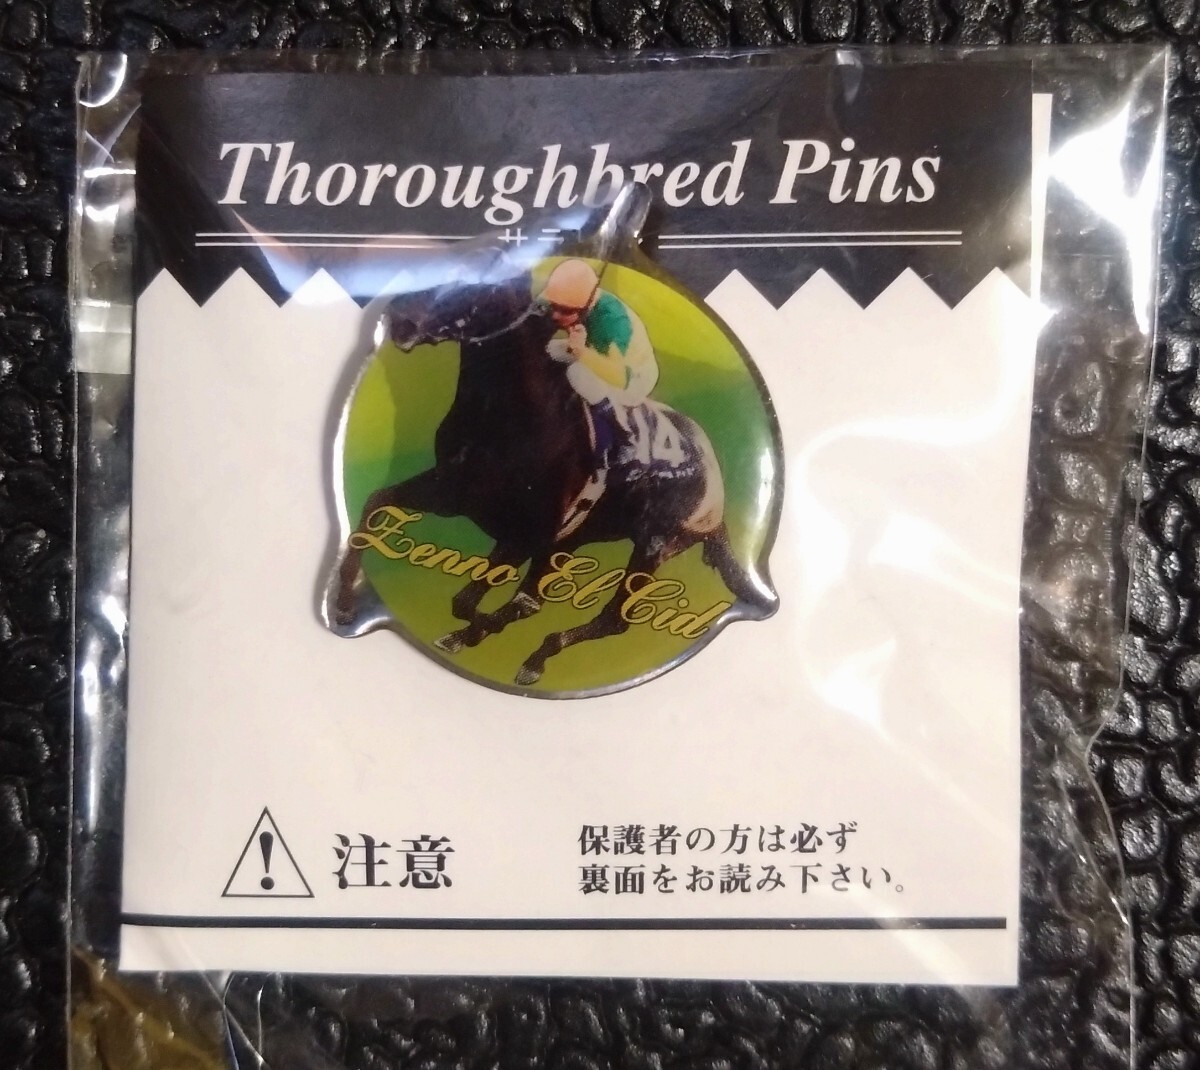 Thoroughbred Pins
14
Zenno El Cid
注意
保護者の方は必ず
裏面をお読み下さい。